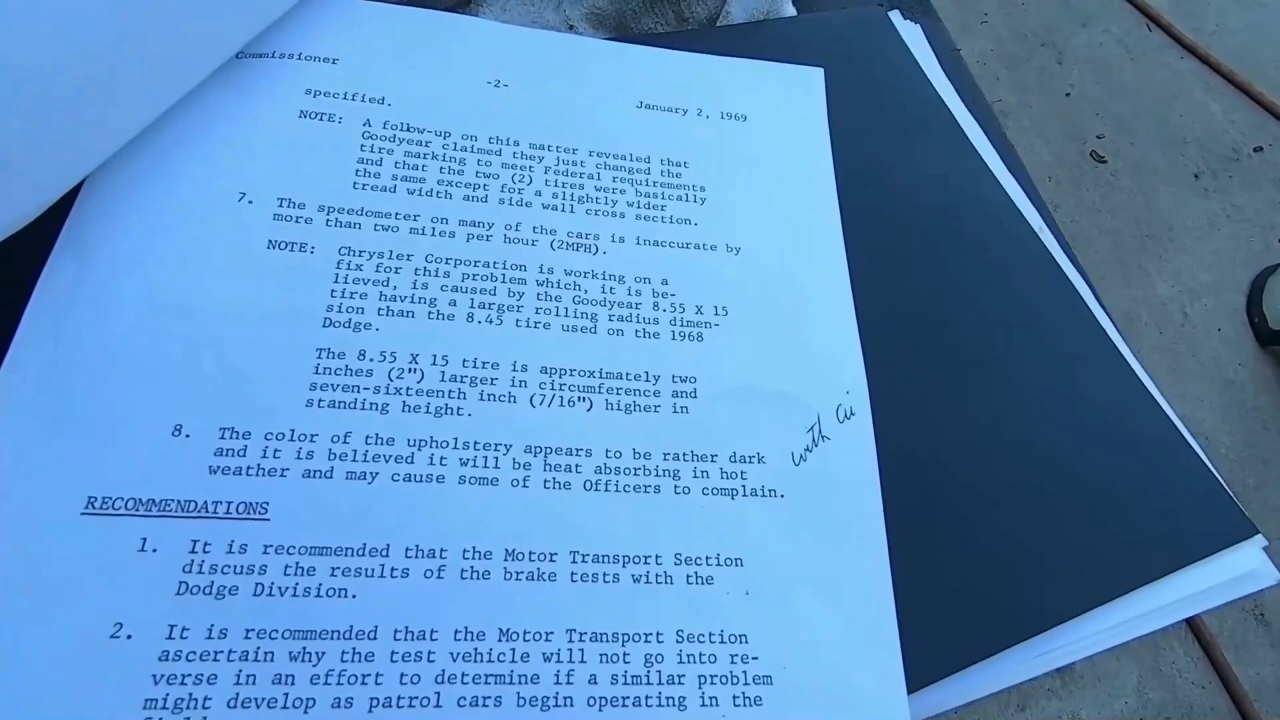 Commissioner
-2-
January 2, 1969
specified.
NOTE: A follow-up on this matter revealed that
Goodyear claimed they just changed the
tire marking to meet Federal requirements
and that the two (2) tires were basically
the same except for a slightly wider
tread width and side wall cross section.
7. The speedometer on many of the cars is inaccurate by
more than two miles per hour (2MPH).
NOTE: Chrysler Corporation is working on a
fix for this problem which, it is be-
lieved, is caused by the Goodyear 8.55 X 15
tire having a larger rolling radius dimen-
sion than the 8.45 tire used on the 1968
Dodge.
The 8.55 X 15 tire is approximately two
inches (2") larger in circumference and
seven-sixteenth inch (7/16") higher in
standing height.
8. The color of the upholstery appears to be rather dark
and it is believed it will be heat absorbing in hot
weather and may cause some of the Officers to complain.
with
RECOMMENDATIONS
1. It is recommended that the Motor Transport Section
discuss the results of the brake tests with the
Dodge Division.
2. It is recommended that the Motor Transport Section
ascertain why the test vehicle will not go into re-
verse in an effort to determine if a similar problem
might develop as patrol cars begin operating in the